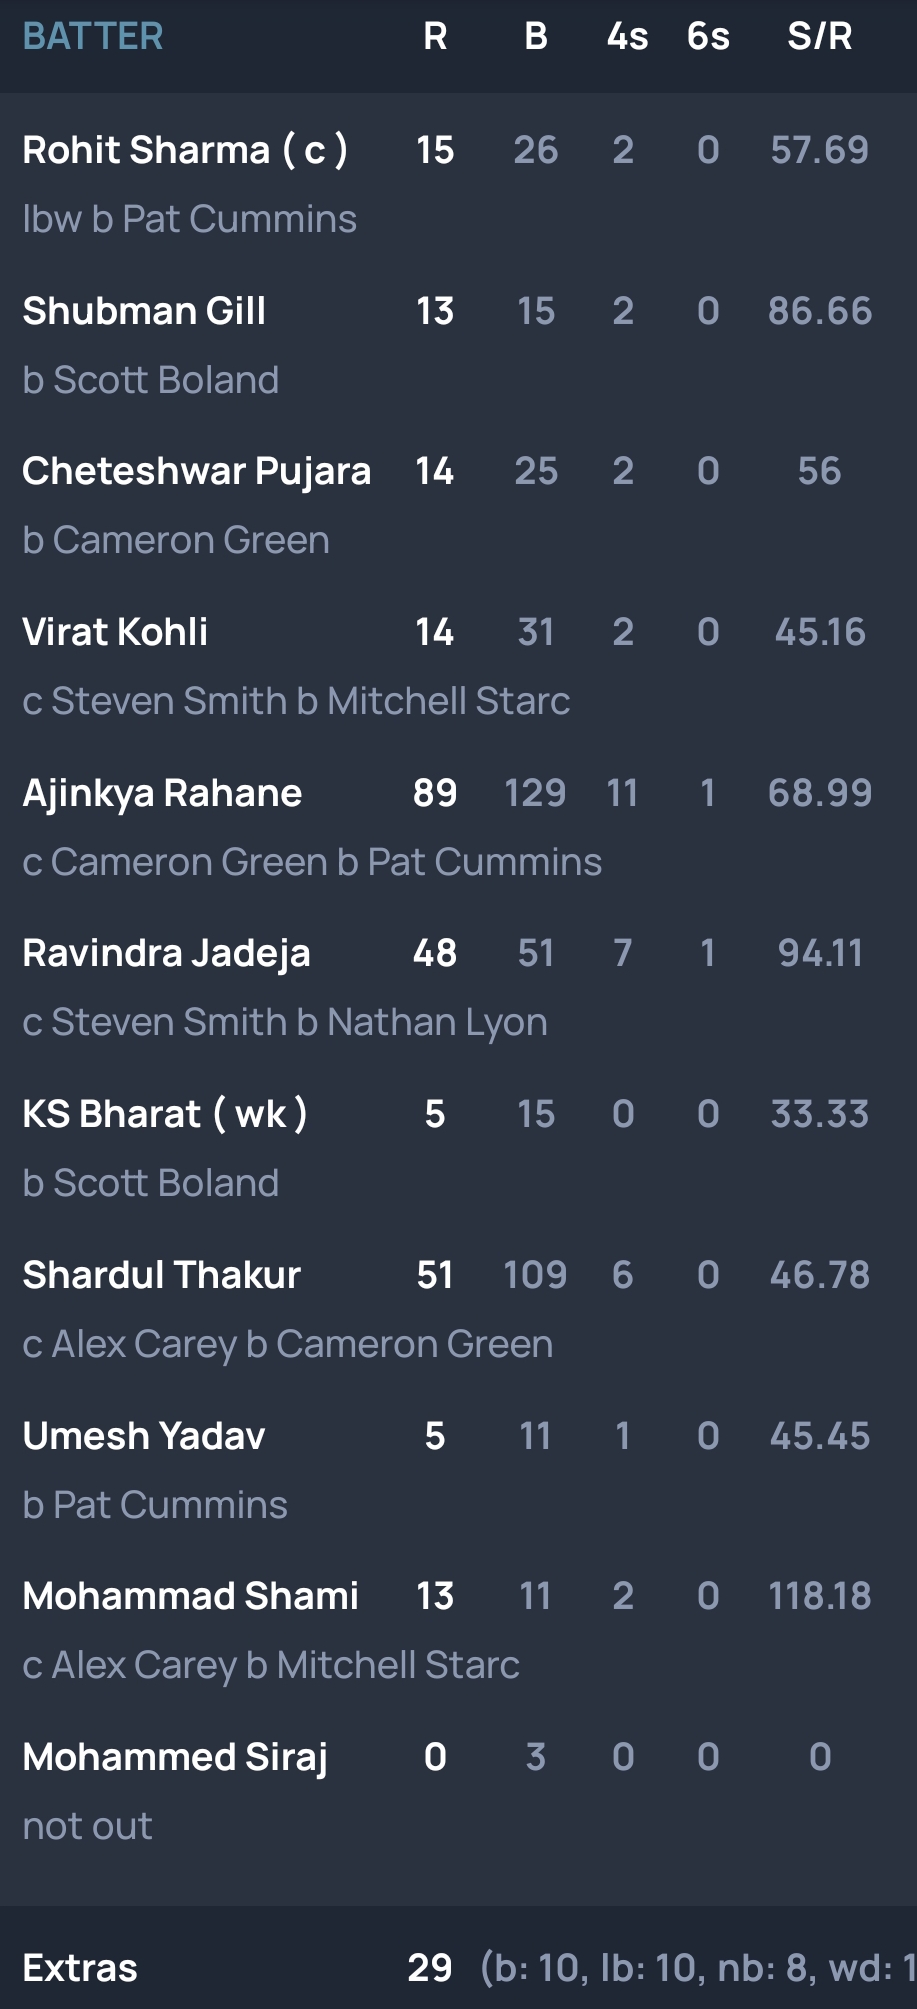 BATTER R B 4s 6s S/R
Rohit Sharma ( c ) 15 26 2 0 57.69
lbw b Pat Cummins
Shubman Gill 13 15 2 0 86.66
b Scott Boland
Cheteshwar Pujara 14 25 2 0 56
b Cameron Green
Virat Kohli 14 31 2 0 45.16
c Steven Smith b Mitchell Starc
Ajinkya Rahane 89 129 11 1 68.99
c Cameron Green b Pat Cummins
Ravindra Jadeja 48 51 7 1 94.11
c Steven Smith b Nathan Lyon
KS Bharat ( wk ) 5 15 0 0 33.33
b Scott Boland
Shardul Thakur 51 109 6 0 46.78
c Alex Carey b Cameron Green
Umesh Yadav 5 11 1 0 45.45
b Pat Cummins
Mohammad Shami 13 11 2 0 118.18
c Alex Carey b Mitchell Starc
Mohammed Siraj 0 3 0 0 0
not out
Extras 29 (b: 10, lb: 10, nb: 8, wd: 1